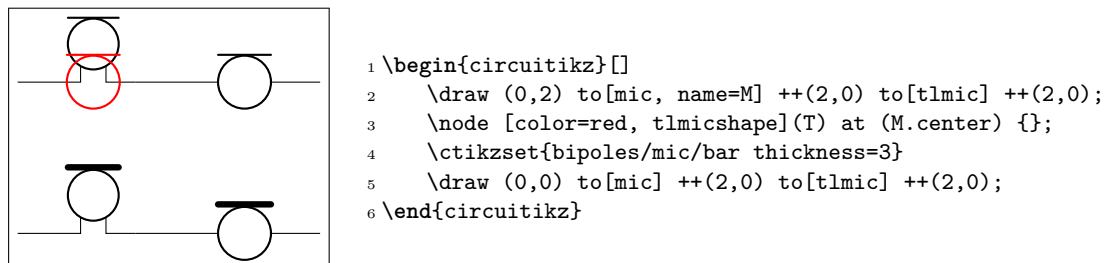 1 \begin{circuitikz}[]
2 \draw (0,2) to[mic, name=M] ++(2,0) to[tlmic] ++(2,0);
3 \node [color=red, tlmicshape](T) at (M.center) {};
4 \ctikzset{bipoles/mic/bar thickness=3}
5 \draw (0,0) to[mic] ++(2,0) to[tlmic] ++(2,0);
6 \end{circuitikz}